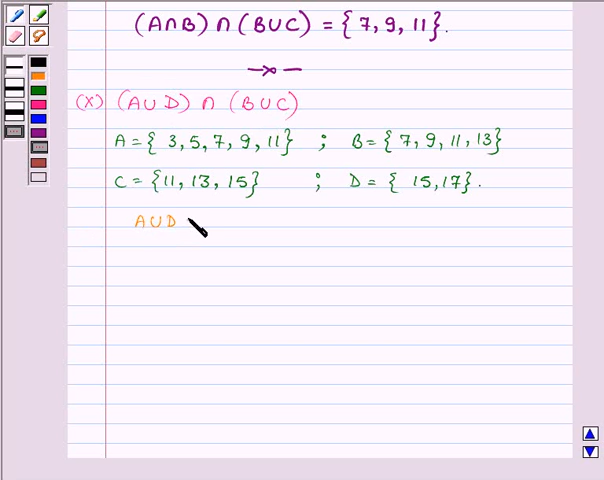 (A∩B) ∩ (B∪C) = {7, 9, 11}.
(X) (A∪D) ∩ (B∪C)
A = { 3, 5, 7, 9, 11} ; B = { 7, 9, 11, 13}
C = {11, 13, 15} ; D = { 15, 17}.
A∪D